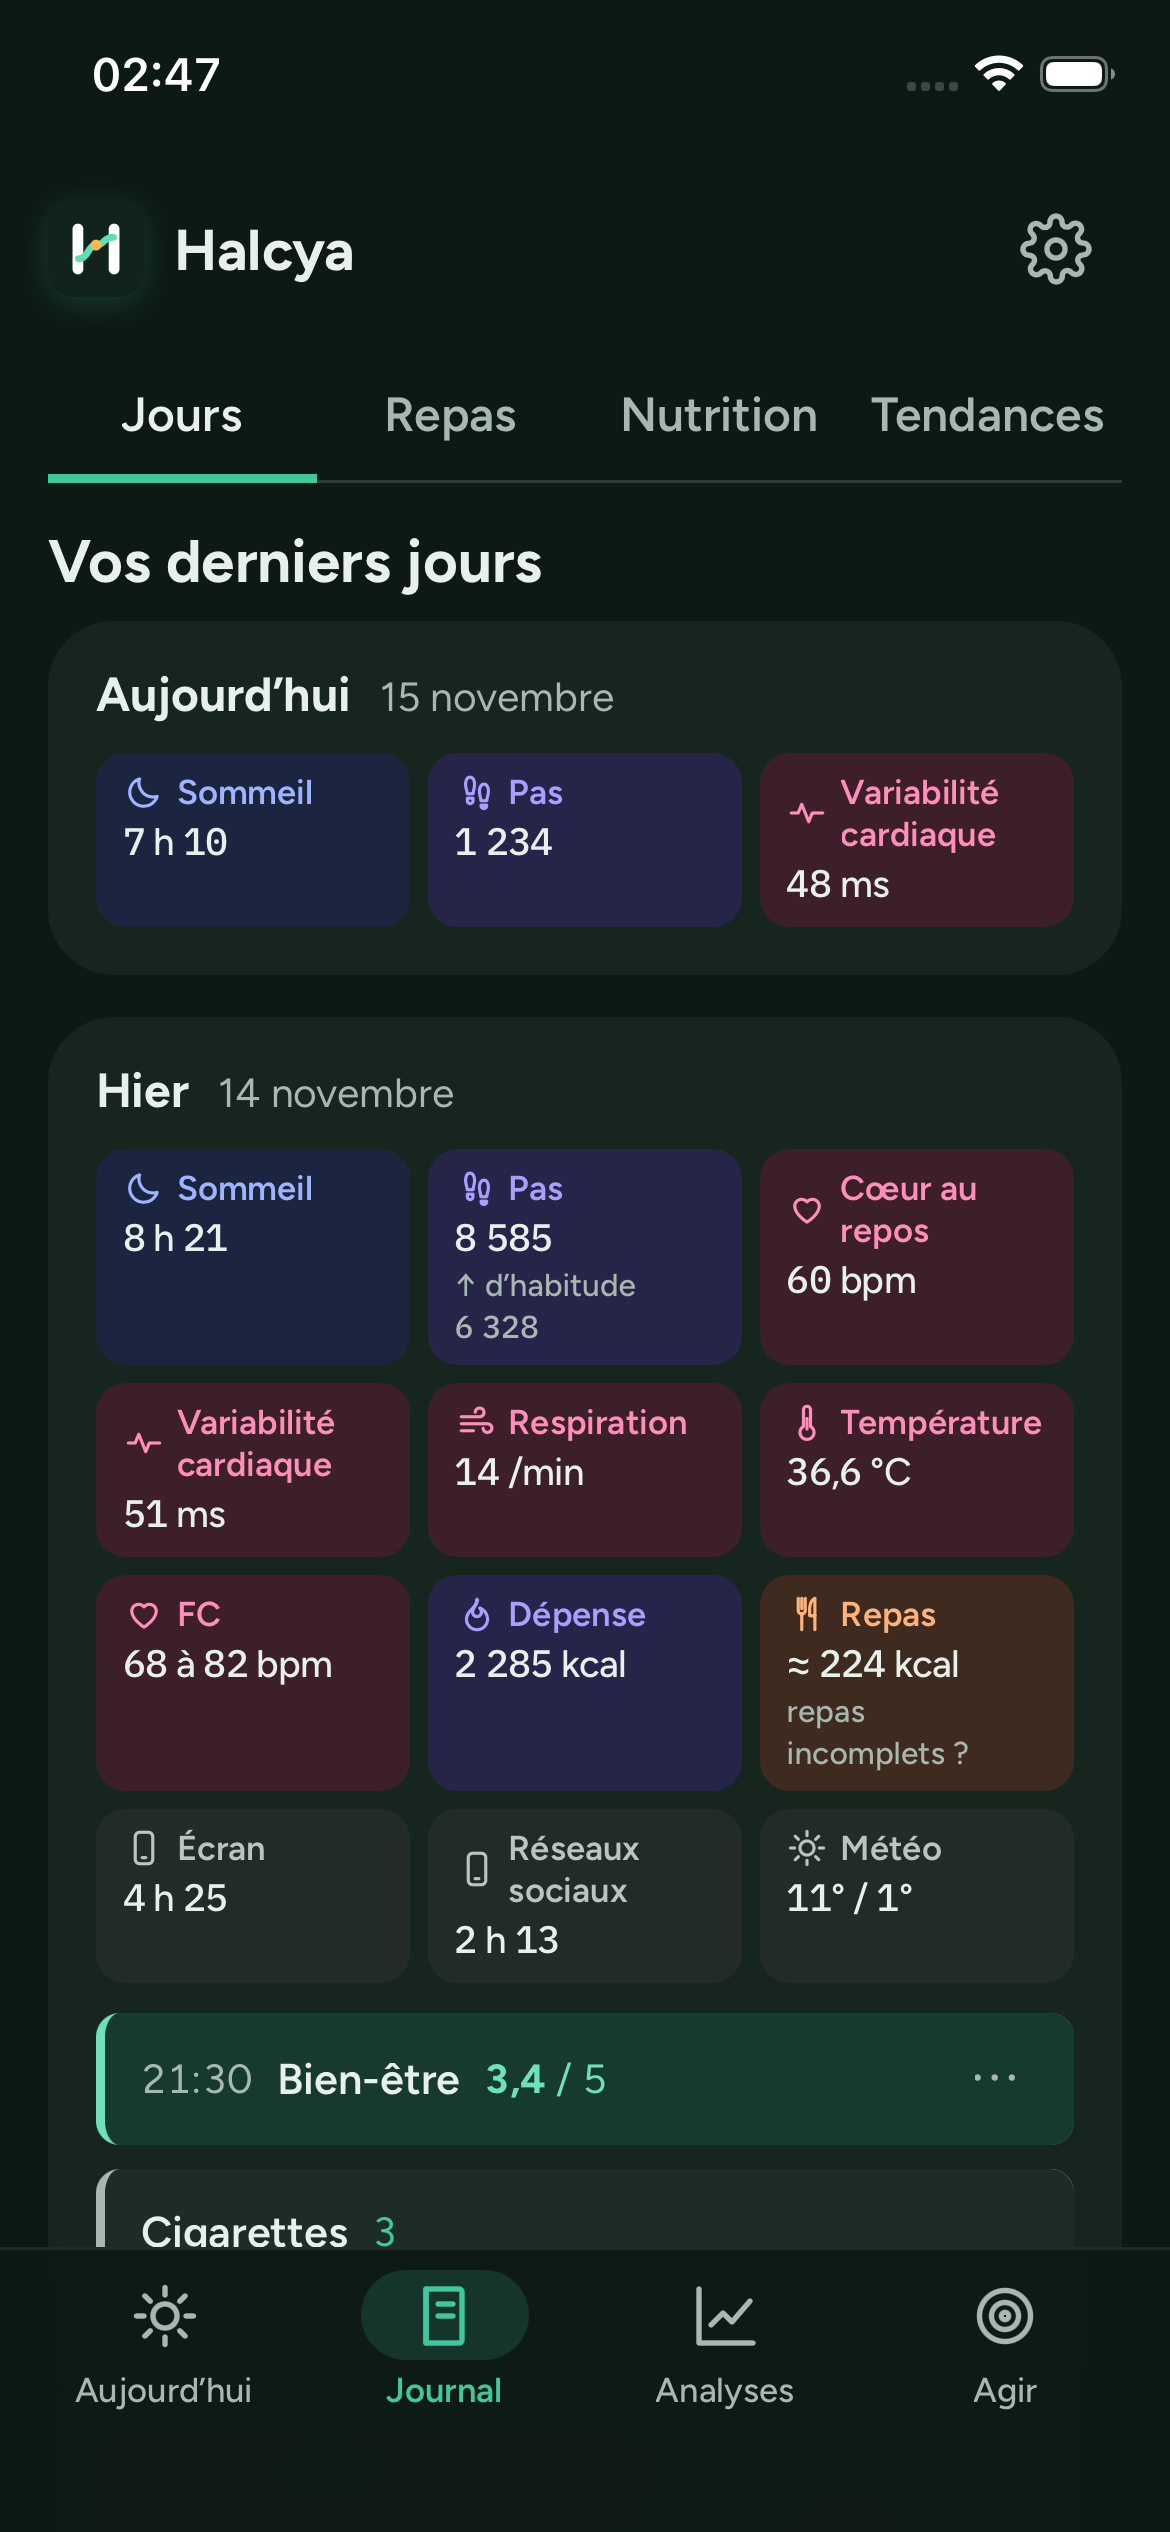 02:47
Halcya
Jours Repas Nutrition Tendances
Vos derniers jours
Aujourd’hui 15 novembre
Sommeil
7 h 10
Pas
1 234
Variabilité
cardiaque
48 ms
Hier 14 novembre
Sommeil
8 h 21
Pas
8 585
↑ d’habitude
6 328
Cœur au
repos
60 bpm
Variabilité
cardiaque
51 ms
Respiration
14 /min
Température
36,6 °C
FC
68 à 82 bpm
Dépense
2 285 kcal
Repas
≈ 224 kcal
repas
incomplets ?
Écran
4 h 25
Réseaux
sociaux
2 h 13
Météo
11° / 1°
21:30 Bien-être 3,4 / 5
Cigarettes 3
Aujourd’hui Journal Analyses Agir